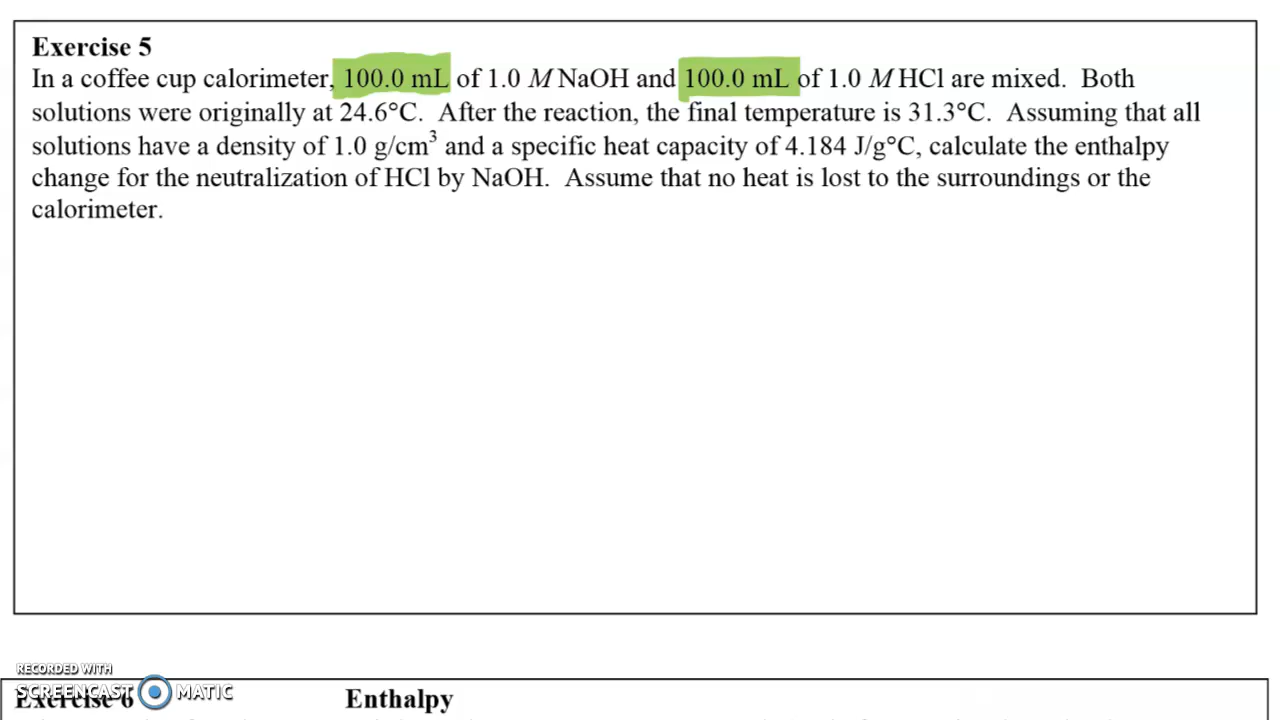 Exercise 5
In a coffee cup calorimeter, 100.0 mL of 1.0 M NaOH and 100.0 mL of 1.0 M HCl are mixed. Both
solutions were originally at 24.6°C. After the reaction, the final temperature is 31.3°C. Assuming that all
solutions have a density of 1.0 g/cm³ and a specific heat capacity of 4.184 J/g°C, calculate the enthalpy
change for the neutralization of HCl by NaOH. Assume that no heat is lost to the surroundings or the
calorimeter.
RECORDED WITH
SCREENCAST MATIC
Exercise 6 Enthalpy